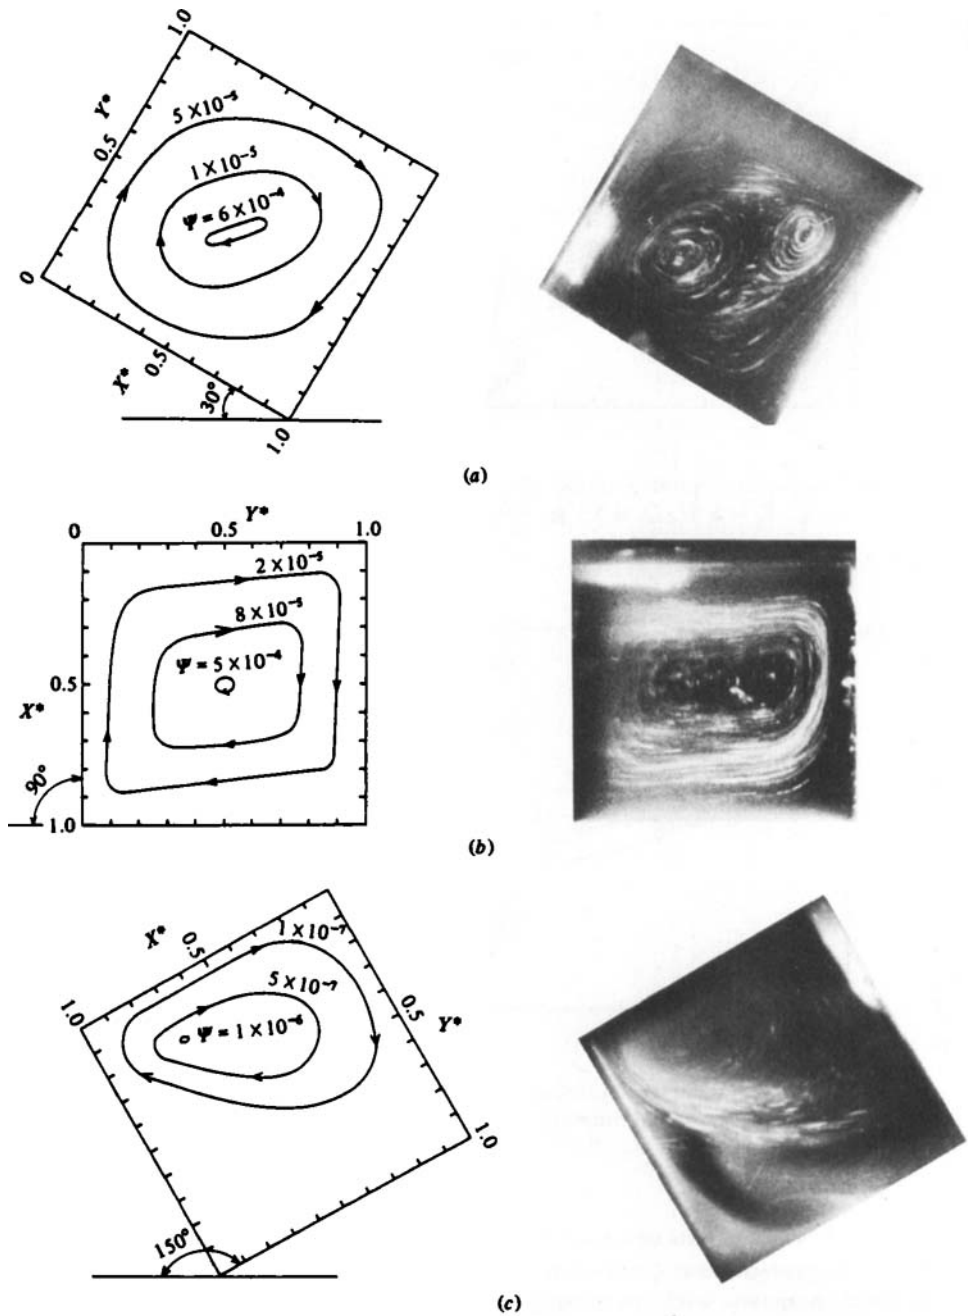 1.0
Y*
5 × 10⁻⁵
0.5
1 × 10⁻⁵
Ψ = 6 × 10⁻⁴
0
0.5
X*
30°
1.0
(a)
Y*
0 0.5 1.0
2 × 10⁻⁵
8 × 10⁻⁵
Ψ = 5 × 10⁻⁴
0.5
X*
90°
1.0
(b)
X*
0.5
1 × 10⁻⁷
5 × 10⁻⁷
1.0
0.5
Ψ = 1 × 10⁻⁶
Y*
1.0
150°
(c)